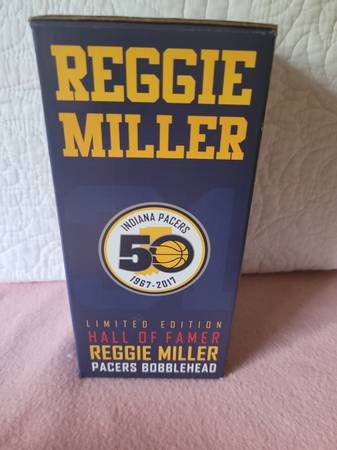 REGGIE
MILLER
INDIANA PACERS
50
1967-2017
LIMITED EDITION
HALL OF FAMER
REGGIE MILLER
PACERS BOBBLEHEAD